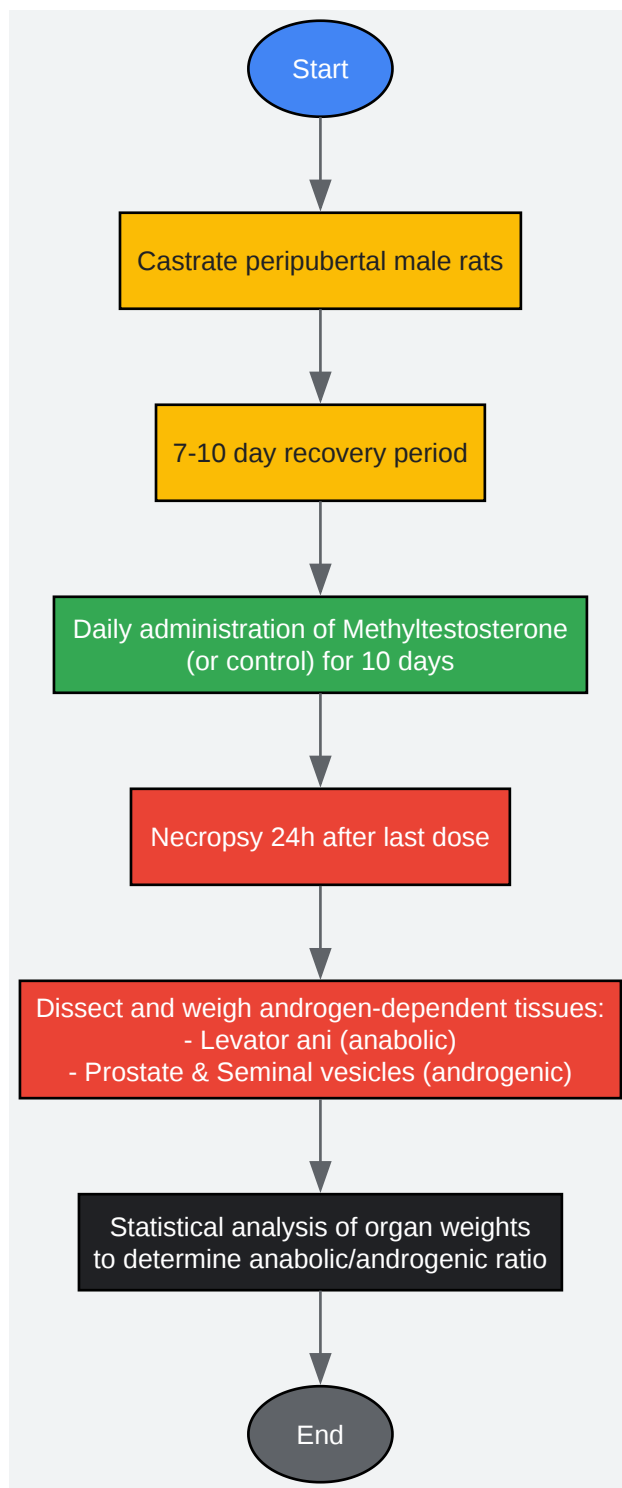 Start
Castrate peripubertal male rats
7-10 day recovery period
Daily administration of Methyltestosterone
(or control) for 10 days
Necropsy 24h after last dose
Dissect and weigh androgen-dependent tissues:
- Levator ani (anabolic)
- Prostate & Seminal vesicles (androgenic)
Statistical analysis of organ weights
to determine anabolic/androgenic ratio
End